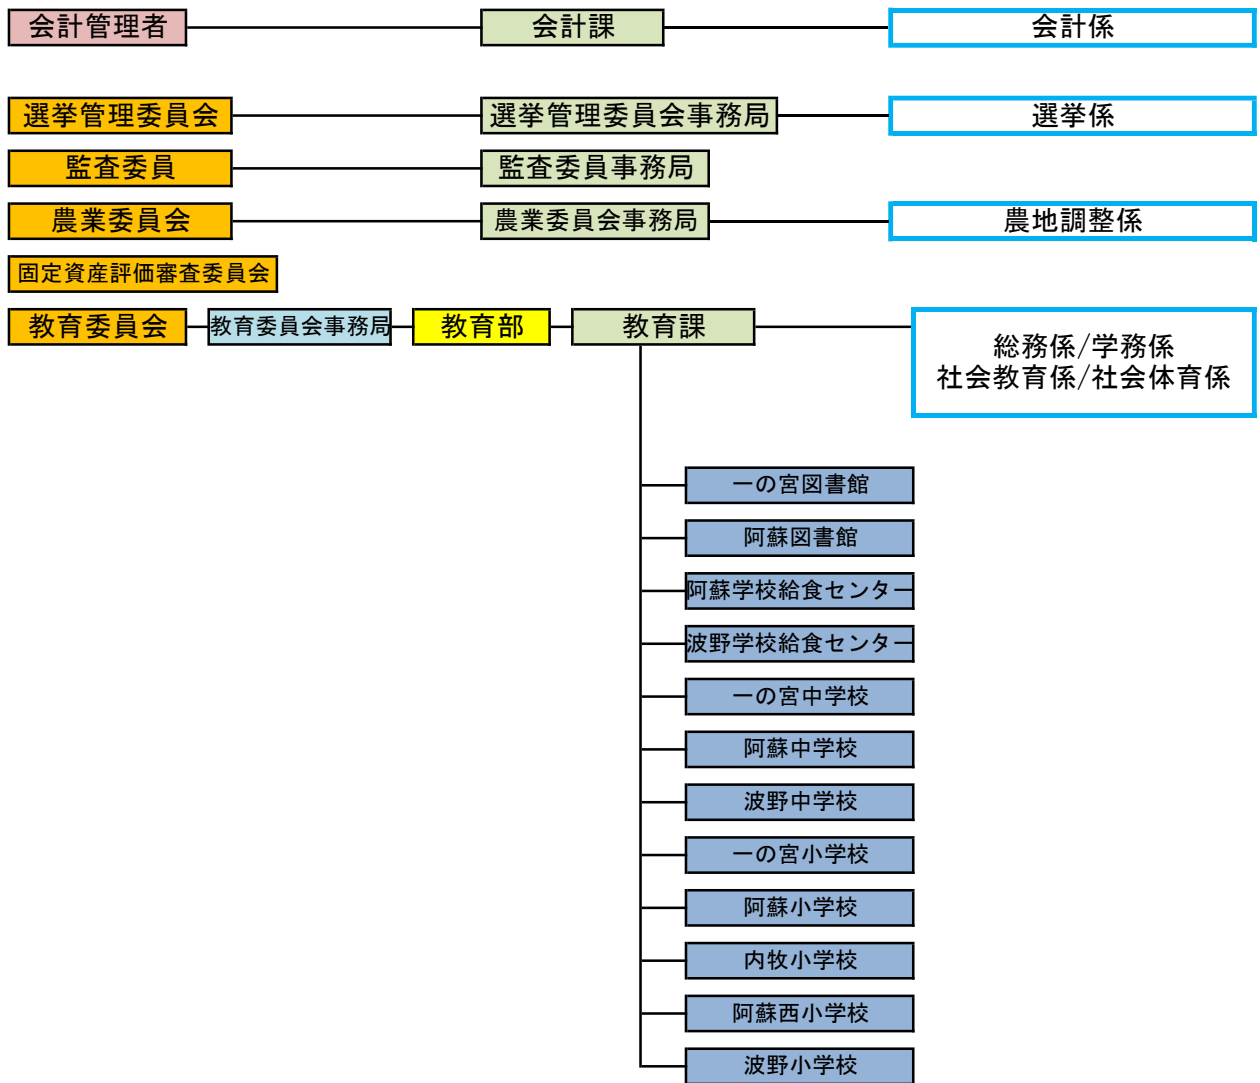 会計管理者
会計課
会計係
選挙管理委員会
選挙管理委員会事務局
選挙係
監査委員
監査委員事務局
農業委員会
農業委員会事務局
農地調整係
固定資産評価審査委員会
教育委員会
教育委員会事務局
教育部
教育課
総務係/学務係
社会教育係/社会体育係
一の宮図書館
阿蘇図書館
阿蘇学校給食センター
波野学校給食センター
一の宮中学校
阿蘇中学校
波野中学校
一の宮小学校
阿蘇小学校
内牧小学校
阿蘇西小学校
波野小学校